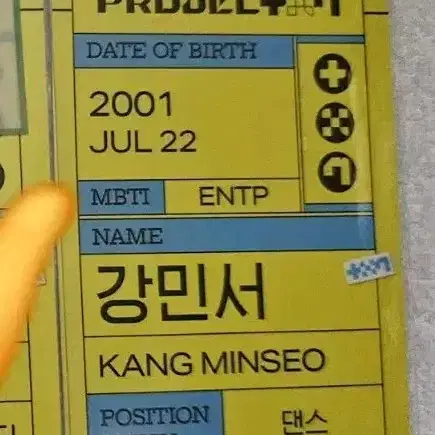 DATE OF BIRTH
2001
JUL 22
MBTI ENTP
NAME
강민서
KANG MINSEO
POSITION 댄스